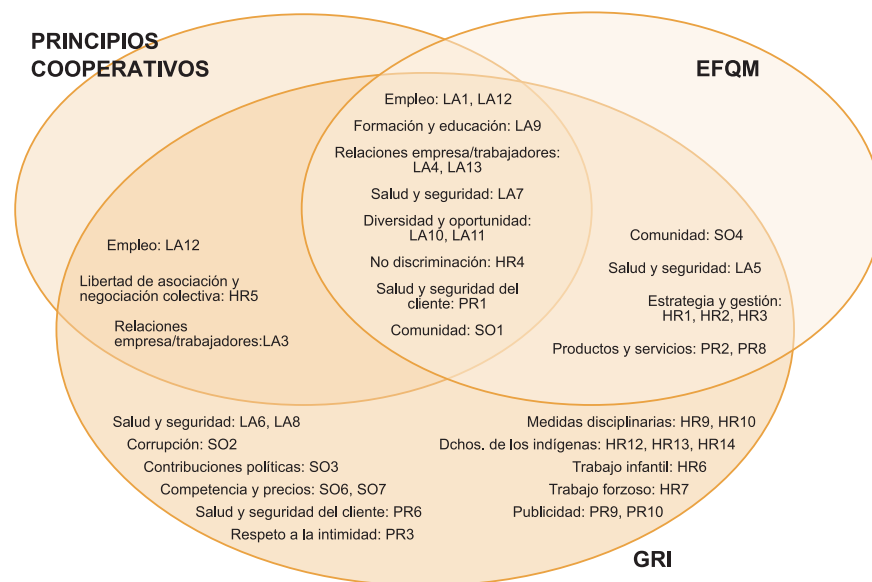 PRINCIPIOS
COOPERATIVOS
EFQM
Empleo: LA1, LA12
Formación y educación: LA9
Relaciones empresa/trabajadores:
LA4, LA13
Salud y seguridad: LA7
Diversidad y oportunidad:
LA10, LA11
No discriminación: HR4
Salud y seguridad del
cliente: PR1
Comunidad: SO1
Empleo: LA12
Libertad de asociación y
negociación colectiva: HR5
Relaciones
empresa/trabajadores:LA3
Comunidad: SO4
Salud y seguridad: LA5
Estrategia y gestión:
HR1, HR2, HR3
Productos y servicios: PR2, PR8
Salud y seguridad: LA6, LA8
Corrupción: SO2
Contribuciones políticas: SO3
Competencia y precios: SO6, SO7
Salud y seguridad del cliente: PR6
Respeto a la intimidad: PR3
Medidas disciplinarias: HR9, HR10
Dchos. de los indígenas: HR12, HR13, HR14
Trabajo infantil: HR6
Trabajo forzoso: HR7
Publicidad: PR9, PR10
GRI